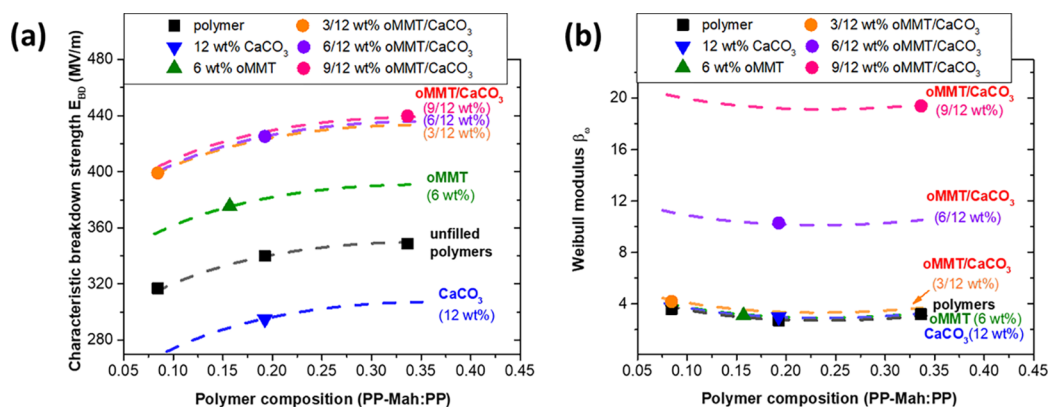 (a)
polymer
3/12 wt% oMMT/CaCO₃
12 wt% CaCO₃
6/12 wt% oMMT/CaCO₃
6 wt% oMMT
9/12 wt% oMMT/CaCO₃
Characteristic breakdown strength E_BD (MV/m)
480
440
400
360
320
280
oMMT/CaCO₃
(9/12 wt%)
(6/12 wt%)
(3/12 wt%)
oMMT
(6 wt%)
unfilled
polymers
CaCO₃
(12 wt%)
0.05 0.10 0.15 0.20 0.25 0.30 0.35 0.40 0.45
Polymer composition (PP-Mah:PP)
(b)
polymer
3/12 wt% oMMT/CaCO₃
12 wt% CaCO₃
6/12 wt% oMMT/CaCO₃
6 wt% oMMT
9/12 wt% oMMT/CaCO₃
Weibull modulus βω
20
16
12
8
4
0
oMMT/CaCO₃
(9/12 wt%)
oMMT/CaCO₃
(6/12 wt%)
oMMT/CaCO₃
(3/12 wt%)
polymers
oMMT (6 wt%)
CaCO₃(12 wt%)
0.05 0.10 0.15 0.20 0.25 0.30 0.35 0.40 0.45
Polymer composition (PP-Mah:PP)